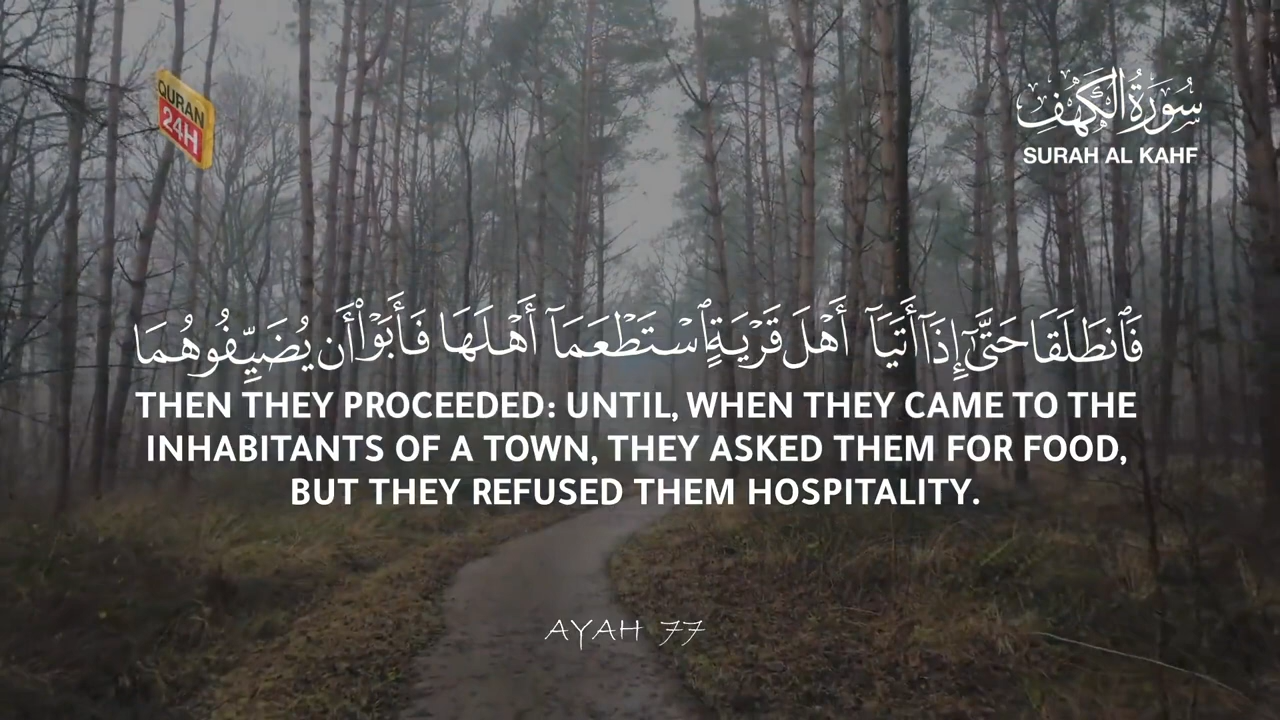 QURAN
24H
سُورَةُ الْكَهْفِ
SURAH AL KAHF
فَٱنطَلَقَا حَتَّىٰٓ إِذَآ أَتَيَآ أَهْلَ قَرْيَةٍ ٱسْتَطْعَمَآ أَهْلَهَا فَأَبَوْا۟ أَن يُضَيِّفُوهُمَا
THEN THEY PROCEEDED: UNTIL, WHEN THEY CAME TO THE
INHABITANTS OF A TOWN, THEY ASKED THEM FOR FOOD,
BUT THEY REFUSED THEM HOSPITALITY.
AYAH 77